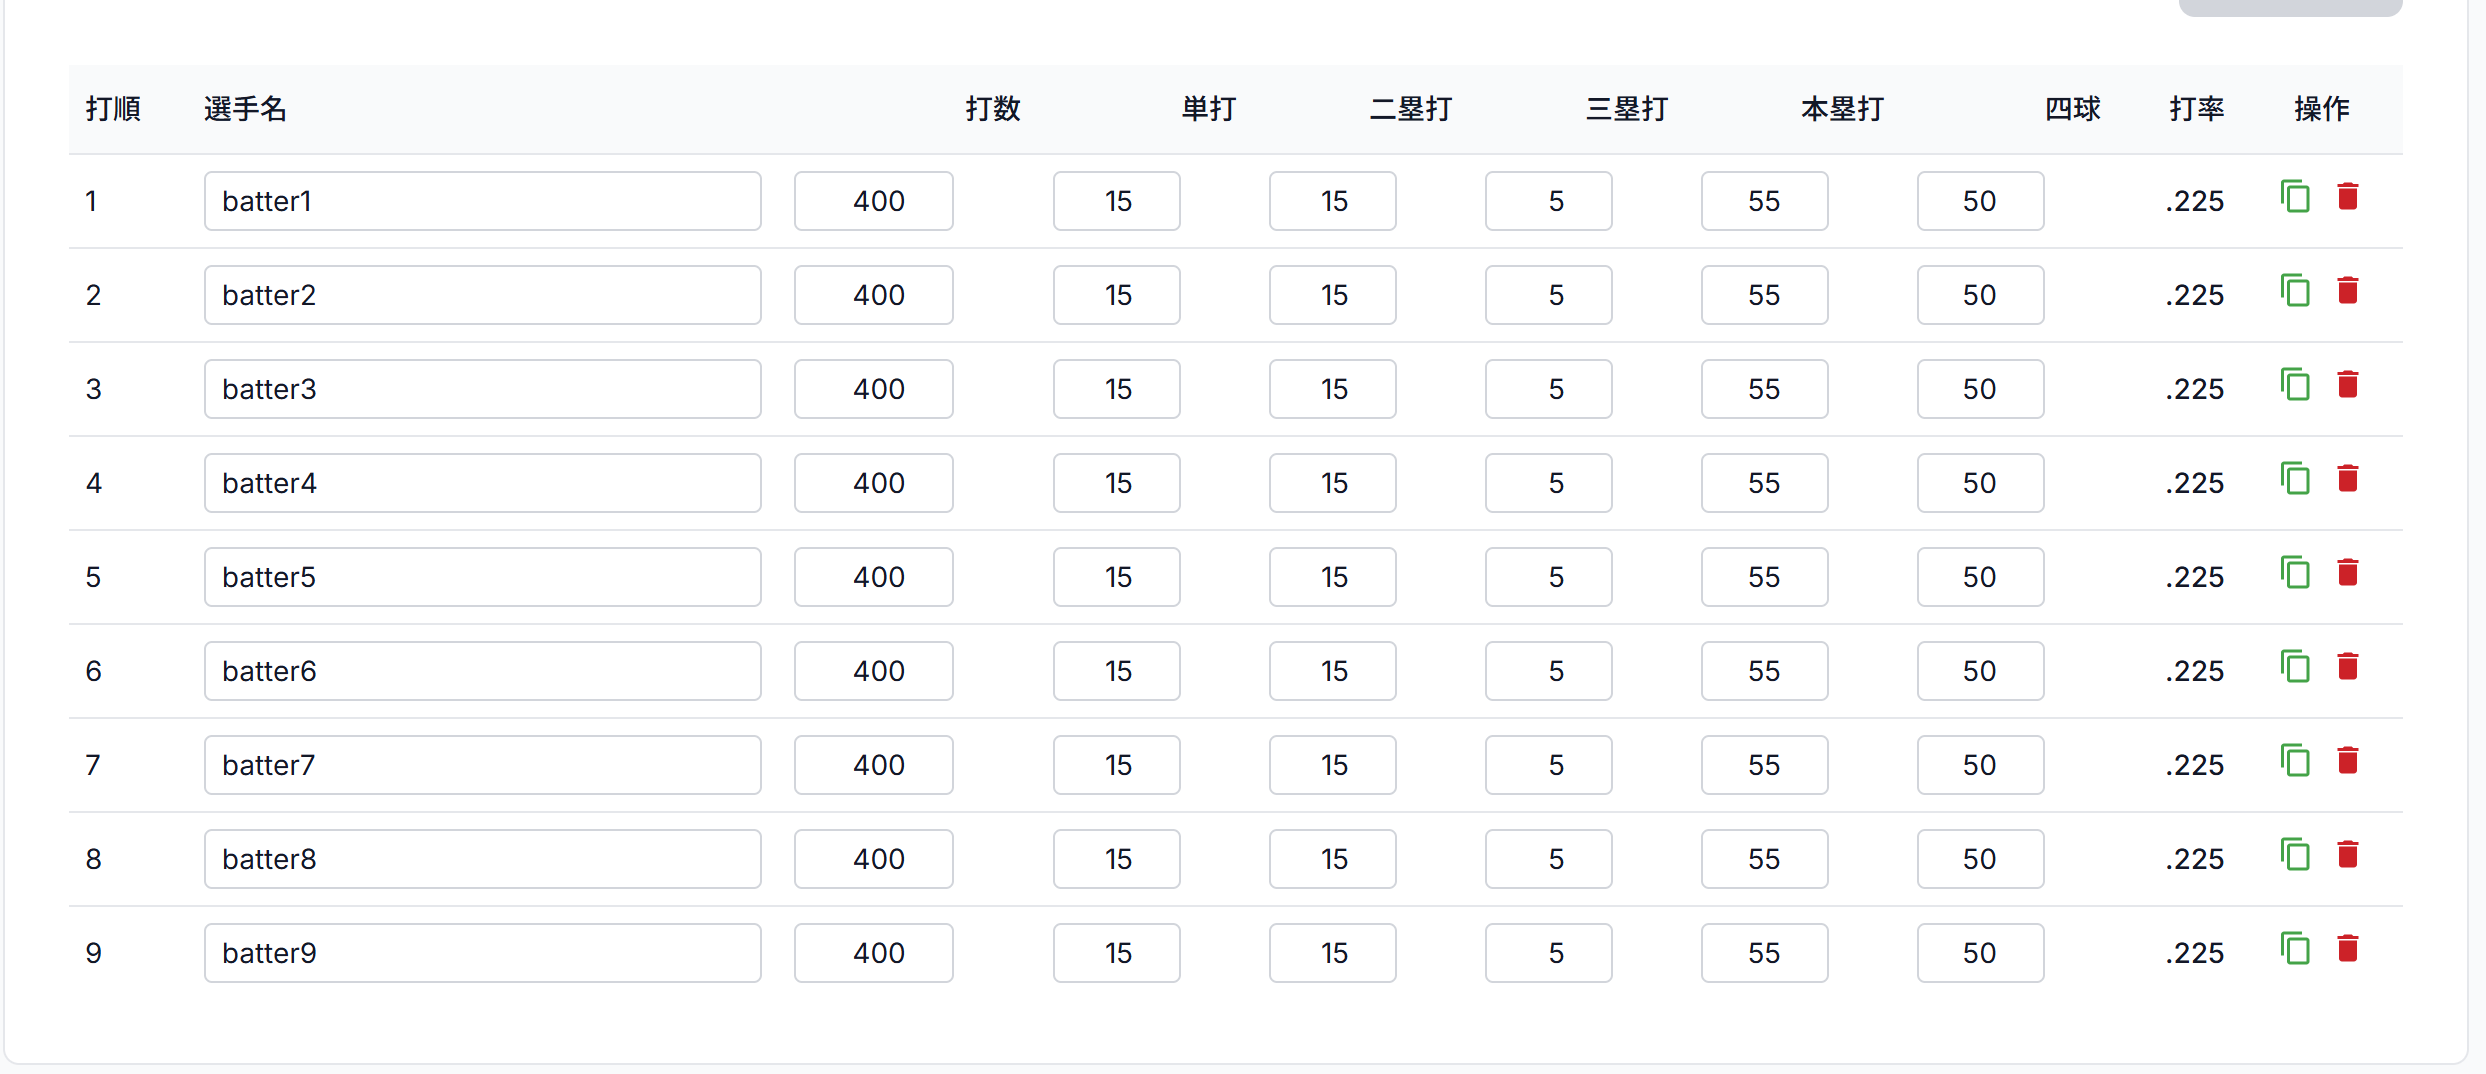 打順 選手名 打数 単打 二塁打 三塁打 本塁打 四球 打率 操作
1 batter1 400 15 15 5 55 50 .225
2 batter2 400 15 15 5 55 50 .225
3 batter3 400 15 15 5 55 50 .225
4 batter4 400 15 15 5 55 50 .225
5 batter5 400 15 15 5 55 50 .225
6 batter6 400 15 15 5 55 50 .225
7 batter7 400 15 15 5 55 50 .225
8 batter8 400 15 15 5 55 50 .225
9 batter9 400 15 15 5 55 50 .225